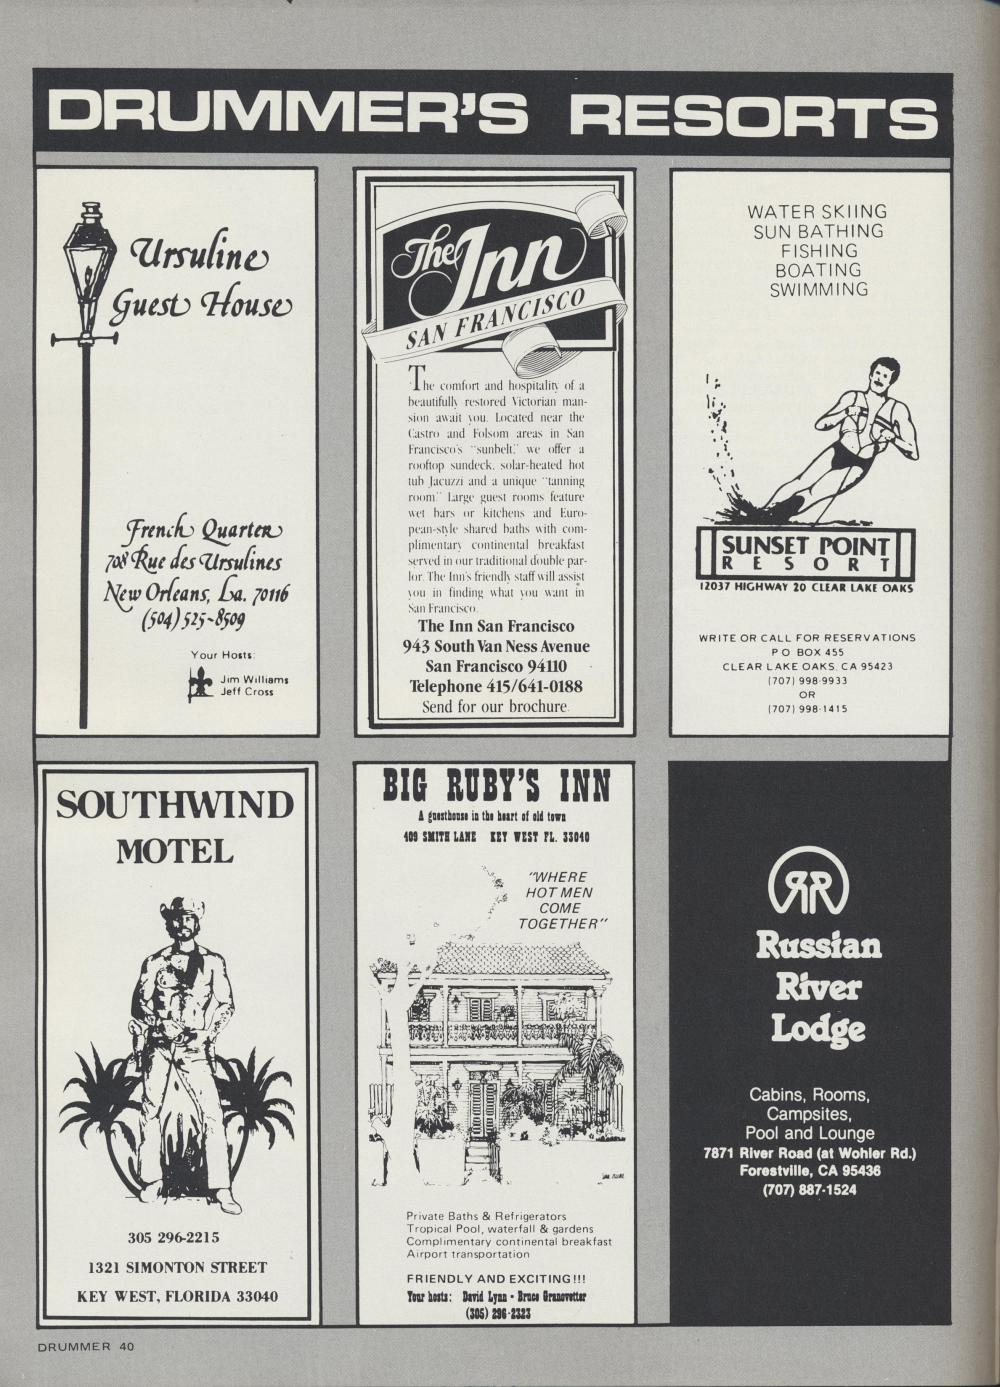 DRUMMER'S RESORTS
Ursuline
Guest House
French Quarter
708 Rue des Ursulines
New Orleans, La. 70116
(504) 525~8509
Your Hosts:
Jim Williams
Jeff Cross
The Inn
SAN FRANCISCO
The comfort and hospitality of a
beautifully restored Victorian man-
sion await you. Located near the
Castro and Folsom areas in San
Francisco's "sunbelt," we offer a
rooftop sundeck, solar-heated hot
tub Jacuzzi and a unique "tanning
room." Large guest rooms feature
wet bars or kitchens and Euro-
pean-style shared baths with com-
plimentary continental breakfast
served in our traditional double par-
lor. The Inn's friendly staff will assist
you in finding what you want in
San Francisco.
The Inn San Francisco
943 South Van Ness Avenue
San Francisco 94110
Telephone 415/641-0188
Send for our brochure.
WATER SKIING
SUN BATHING
FISHING
BOATING
SWIMMING
SUNSET POINT
RESORT
12037 HIGHWAY 20 CLEAR LAKE OAKS
WRITE OR CALL FOR RESERVATIONS
P O BOX 455
CLEAR LAKE OAKS, CA 95423
(707) 998-9933
OR
(707) 998-1415
SOUTHWIND
MOTEL
305 296-2215
1321 SIMONTON STREET
KEY WEST, FLORIDA 33040
BIG RUBY'S INN
A guesthouse in the heart of old town
409 SMITH LANE KEY WEST FL. 33040
"WHERE
HOT MEN
COME
TOGETHER"
Private Baths & Refrigerators
Tropical Pool, waterfall & gardens
Complimentary continental breakfast
Airport transportation
FRIENDLY AND EXCITING!!!
Your hosts: David Lynn - Bruce Granovetter
(305) 296-2323
RR
Russian
River
Lodge
Cabins, Rooms,
Campsites,
Pool and Lounge
7871 River Road (at Wohler Rd.)
Forestville, CA 95436
(707) 887-1524
DRUMMER 40